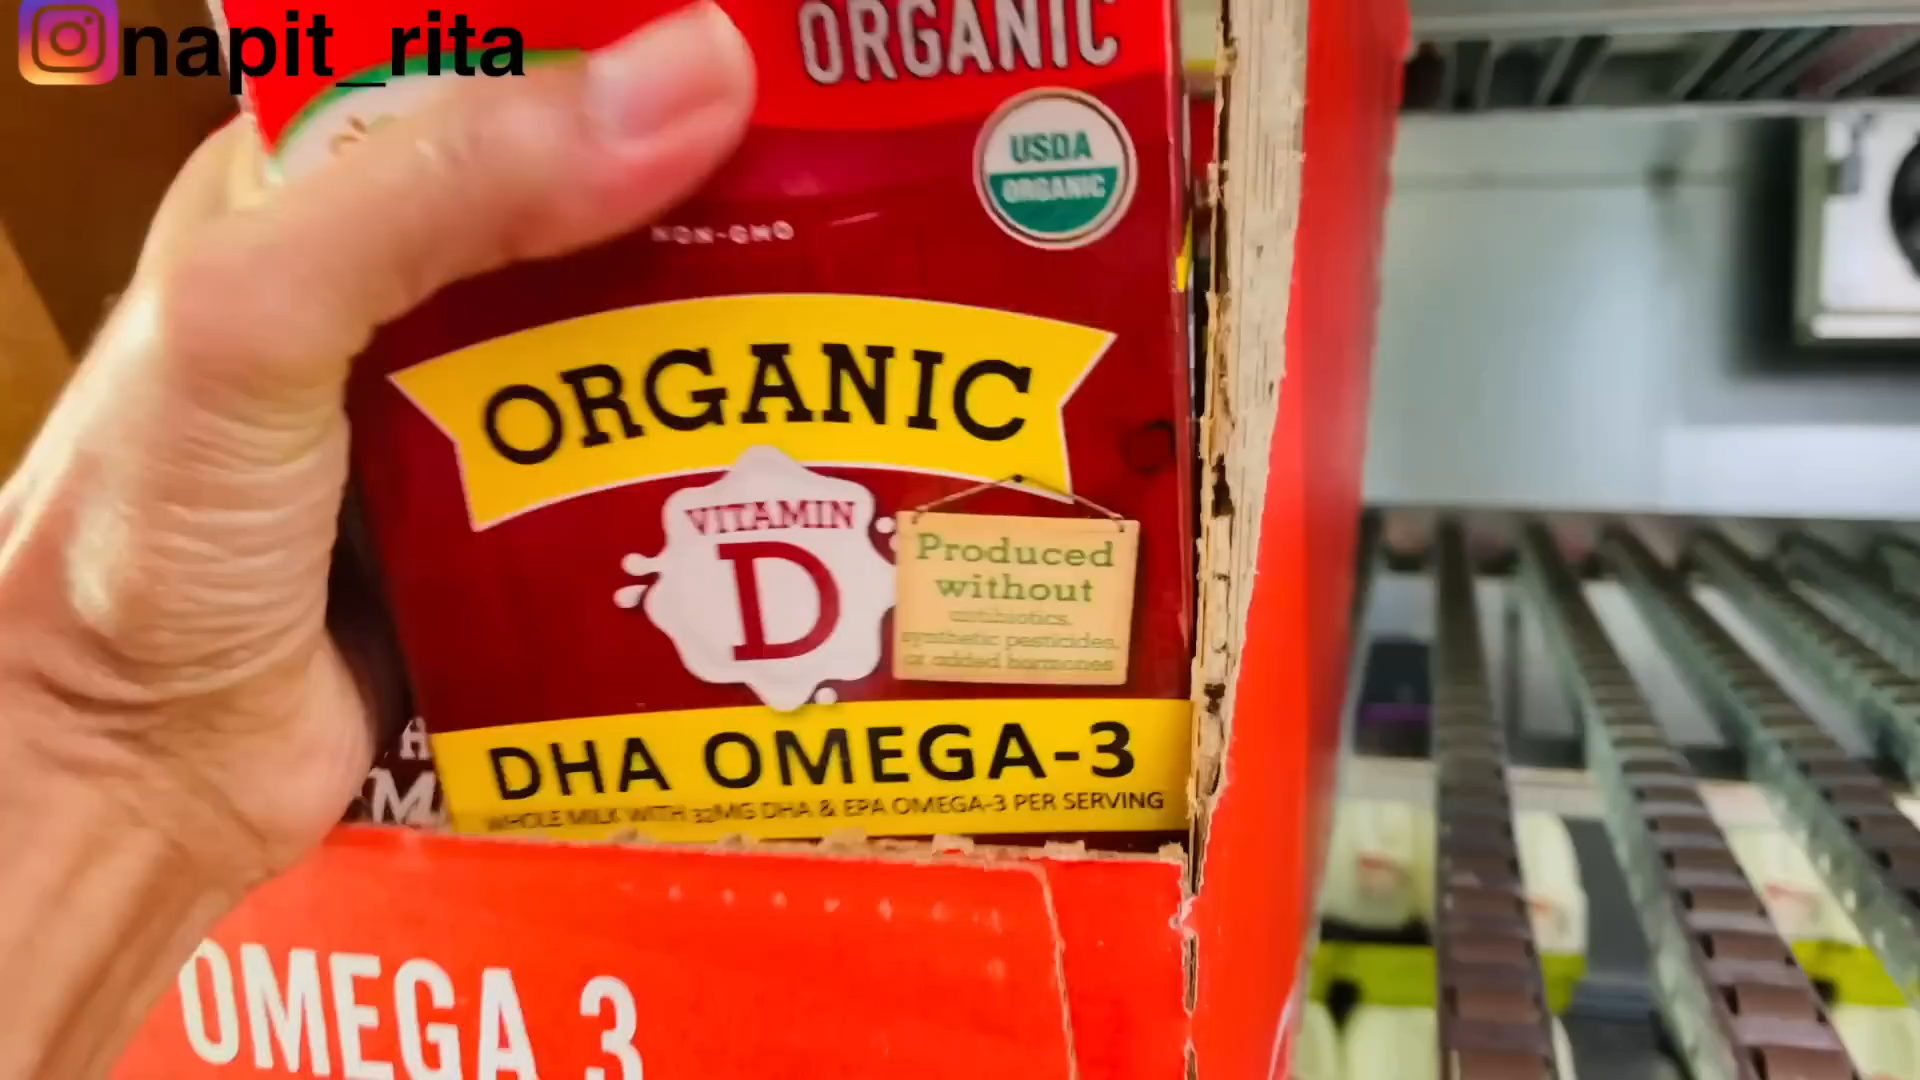 napit_rita
ORGANIC
USDA
ORGANIC
NON-GMO
ORGANIC
VITAMIN
D
Produced
without
antibiotics,
synthetic pesticides,
or added hormones
DHA OMEGA-3
WHOLE MILK WITH 32MG DHA & EPA OMEGA-3 PER SERVING
OMEGA 3